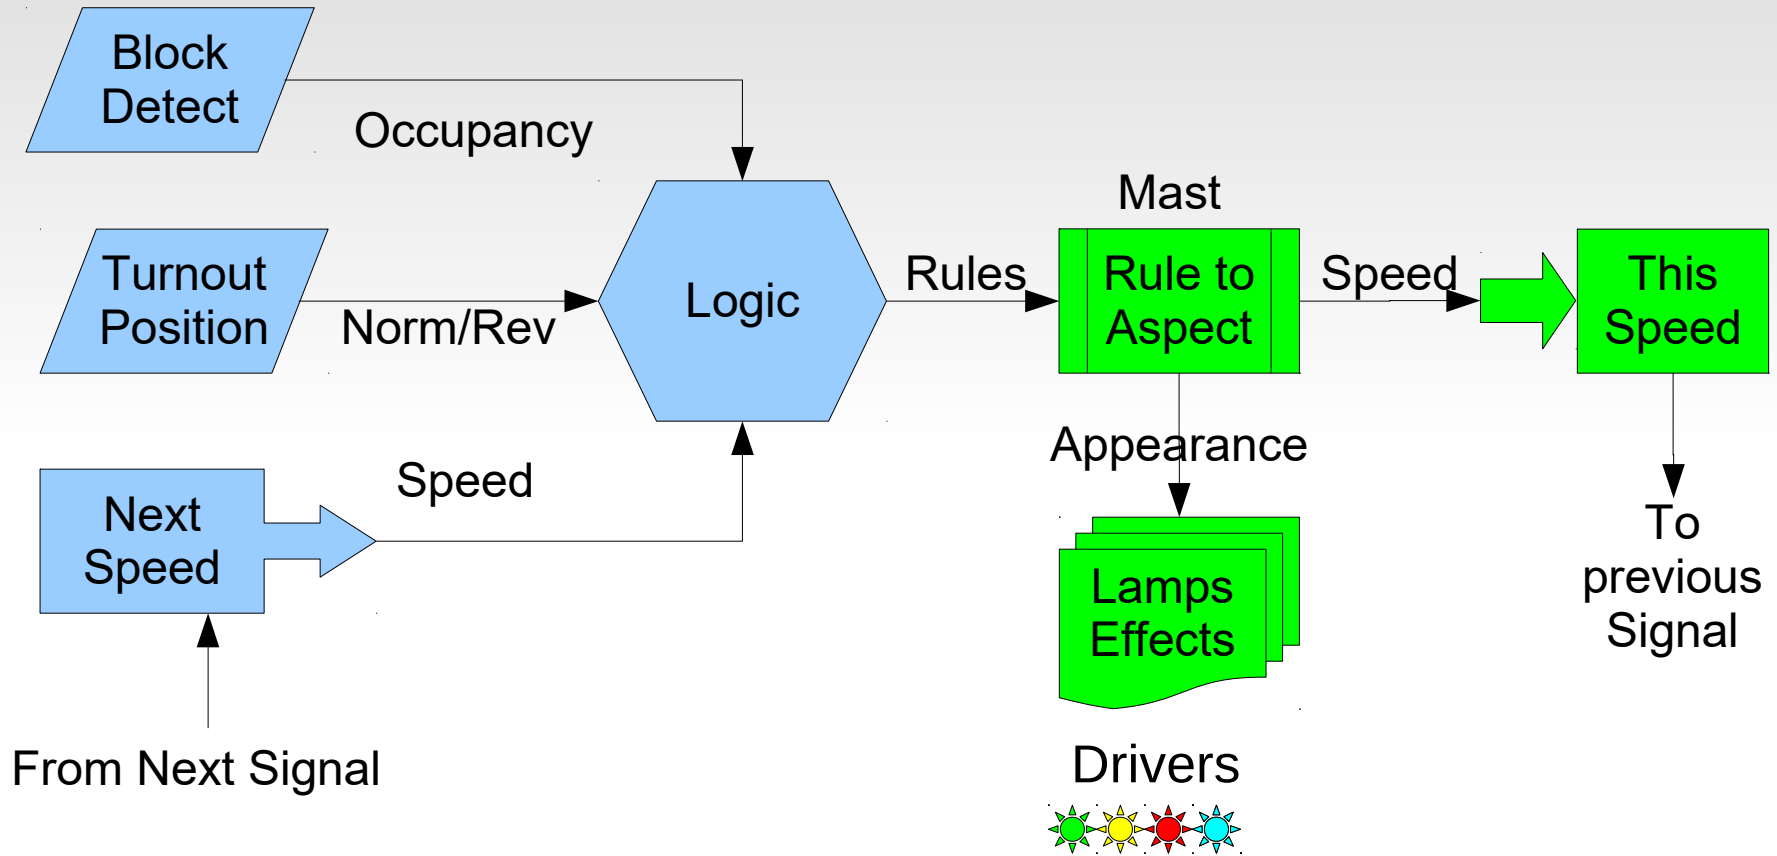 Block
Detect
Occupancy
Turnout
Position
Norm/Rev
Next
Speed
Speed
From Next Signal
Logic
Rules
Mast
Rule to
Aspect
Speed
This
Speed
Appearance
Lamps
Effects
Drivers
To
previous
Signal